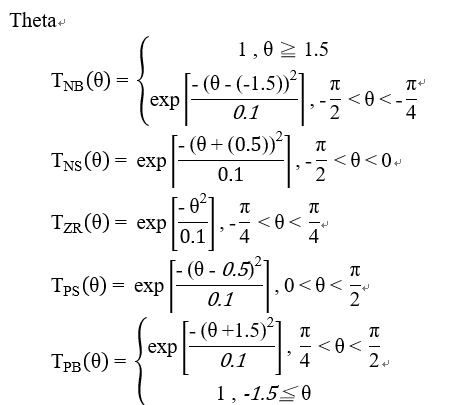 Theta↵
T_NB(θ) = { 1 , θ ≧ 1.5
exp[ -(θ - (-1.5))² / 0.1 ] , -π/2 < θ < -π/4↵
T_NS(θ) = exp[ -(θ + (0.5))² / 0.1 ] , -π/2 < θ < 0↵
T_ZR(θ) = exp[ -θ² / 0.1 ] , -π/4 < θ < π/4↵
T_PS(θ) = exp[ -(θ - 0.5)² / 0.1 ] , 0 < θ < π/2↵
T_PB(θ) = { exp[ -(θ +1.5)² / 0.1 ] , π/4 < θ < π/2↵
1 , -1.5≦θ